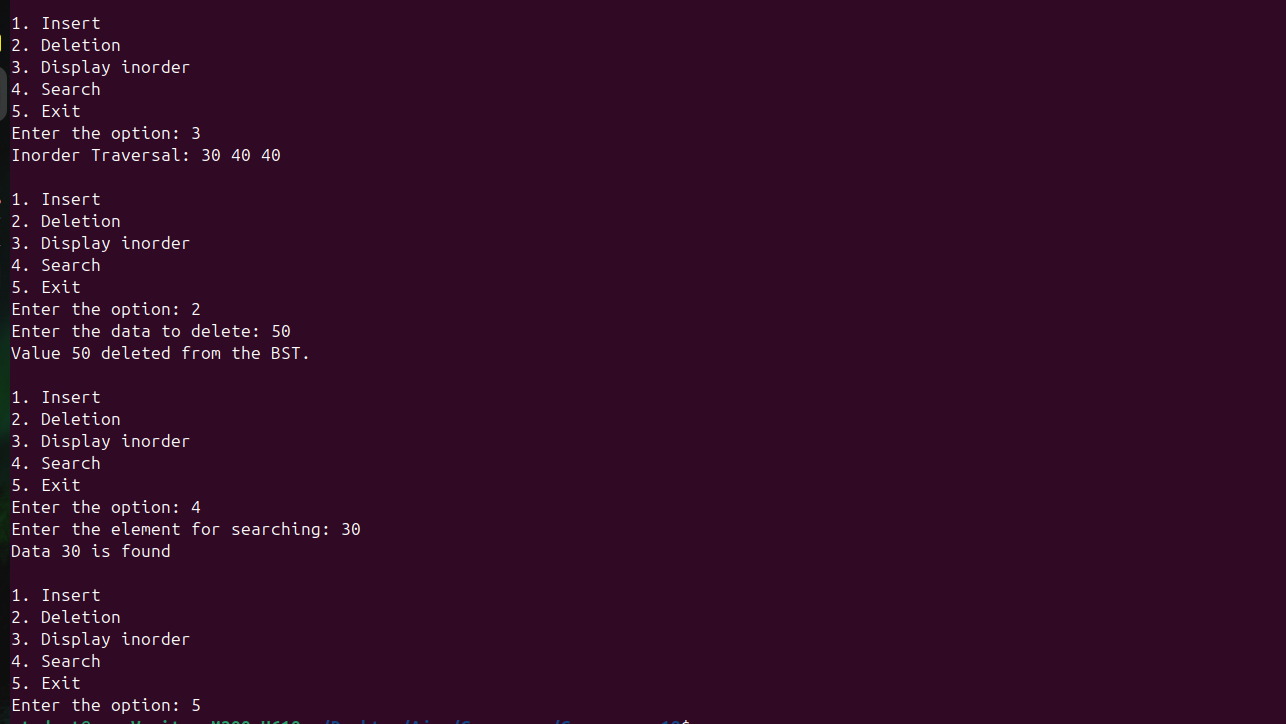 1. Insert
2. Deletion
3. Display inorder
4. Search
5. Exit
Enter the option: 3
Inorder Traversal: 30 40 40
1. Insert
2. Deletion
3. Display inorder
4. Search
5. Exit
Enter the option: 2
Enter the data to delete: 50
Value 50 deleted from the BST.
1. Insert
2. Deletion
3. Display inorder
4. Search
5. Exit
Enter the option: 4
Enter the element for searching: 30
Data 30 is found
1. Insert
2. Deletion
3. Display inorder
4. Search
5. Exit
Enter the option: 5